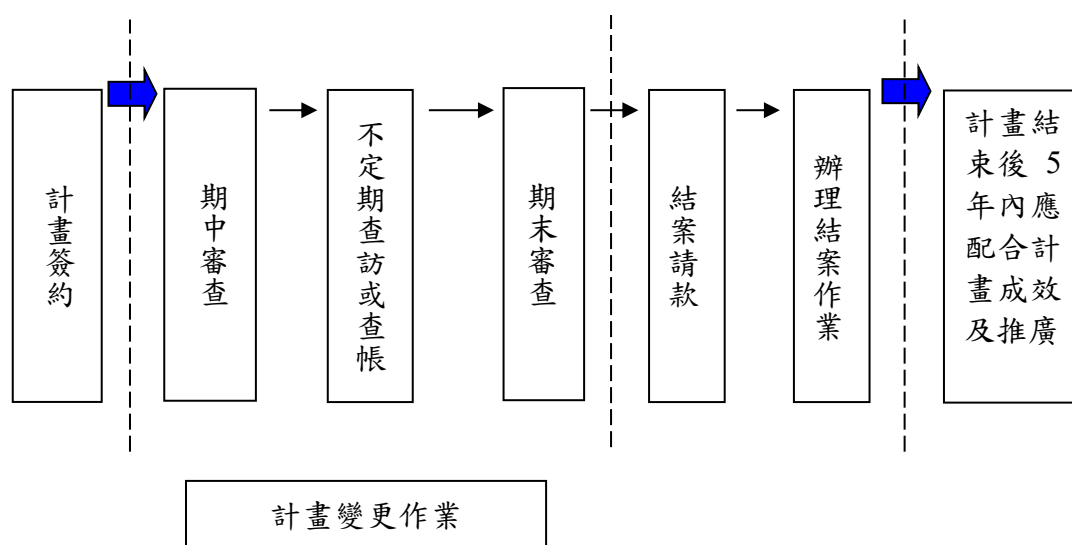 計畫簽約
期中審查
不定期查訪或查帳
期末審查
結案請款
辦理結案作業
計畫結
束後 5
年內應
配合計
畫成效
及推廣
計畫變更作業